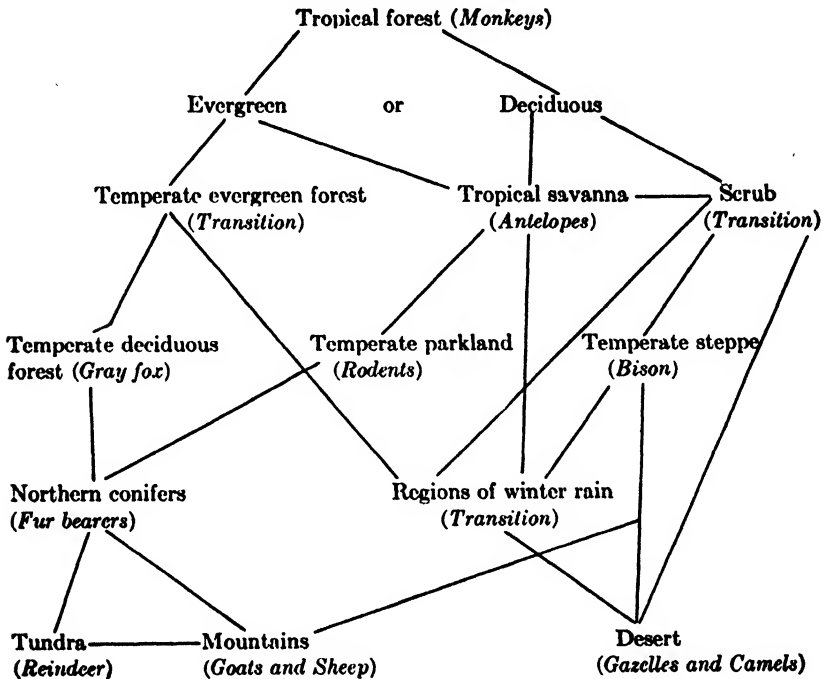 Tropical forest (Monkeys)
Evergreen or Deciduous
Temperate evergreen forest Tropical savanna Scrub
(Transition) (Antelopes) (Transition)
Temperate deciduous Temperate parkland Temperate steppe
forest (Gray fox) (Rodents) (Bison)
Northern conifers Regions of winter rain
(Fur bearers) (Transition)
Tundra Mountains Desert
(Reindeer) (Goats and Sheep) (Gazelles and Camels)